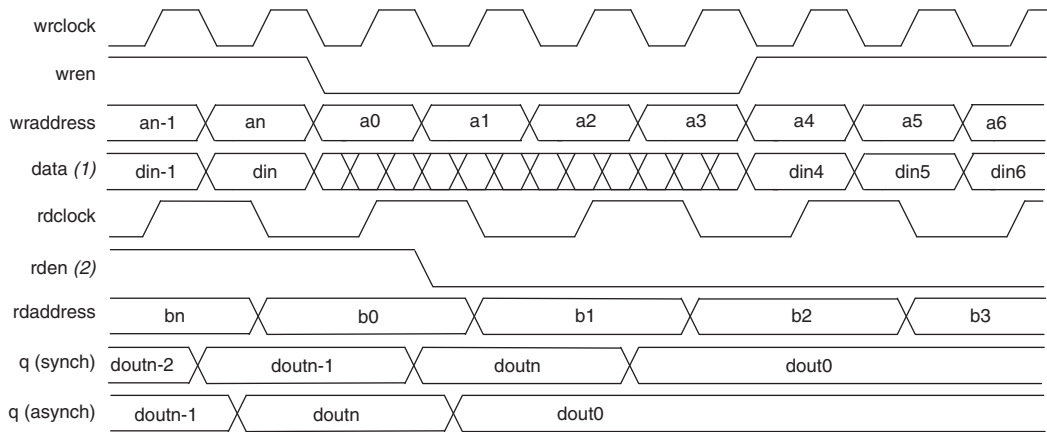 wrclock
wren
wraddress an-1 an a0 a1 a2 a3 a4 a5 a6
data (1) din-1 din din4 din5 din6
rdclock
rden (2)
rdaddress bn b0 b1 b2 b3
q (synch) doutn-2 doutn-1 doutn dout0
q (asynch) doutn-1 doutn dout0